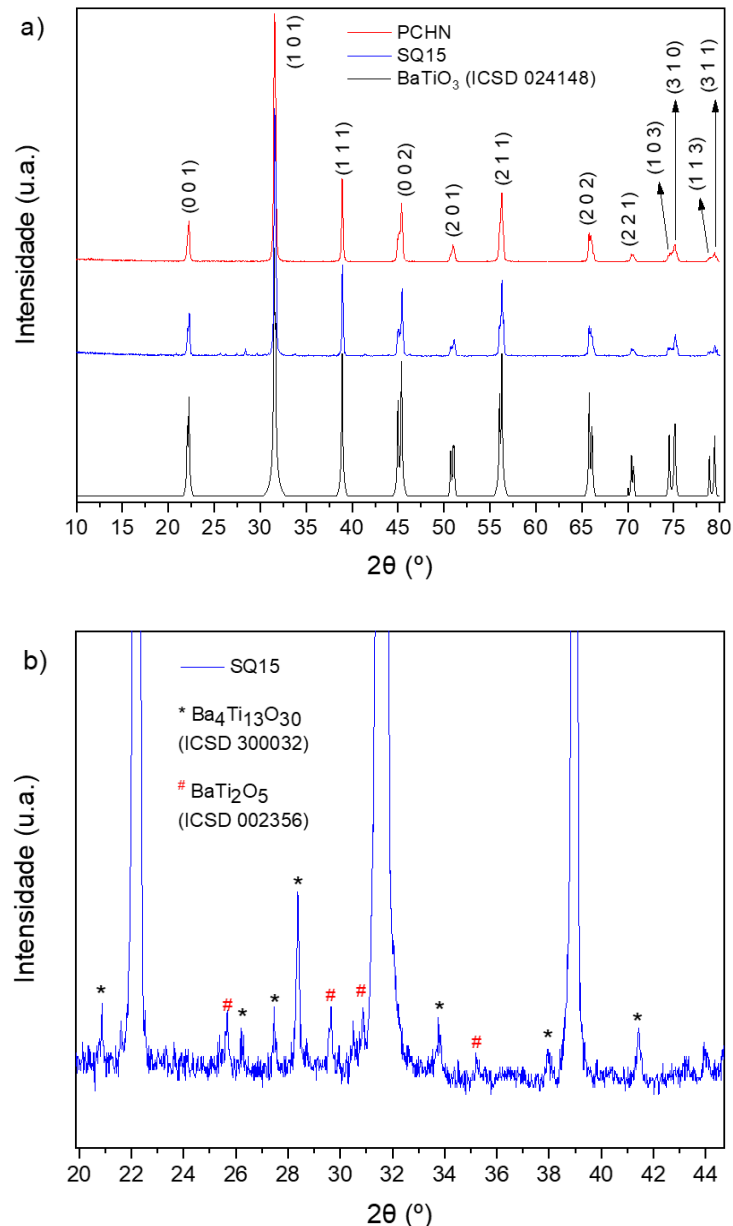 a)
PCHN
SQ15
BaTiO3 (ICSD 024148)
(0 0 1)
(1 0 1)
(1 1 1)
(0 0 2)
(2 0 1)
(2 1 1)
(2 0 2)
(2 2 1)
(1 0 3)
(3 1 0)
(1 1 3)
(3 1 1)
Intensidade (u.a.)
10 15 20 25 30 35 40 45 50 55 60 65 70 75 80
2θ (º)
b)
SQ15
* Ba4Ti13O30
(ICSD 300032)
# BaTi2O5
(ICSD 002356)
Intensidade (u.a.)
* # * * * # # * # * *
20 22 24 26 28 30 32 34 36 38 40 42 44
2θ (º)